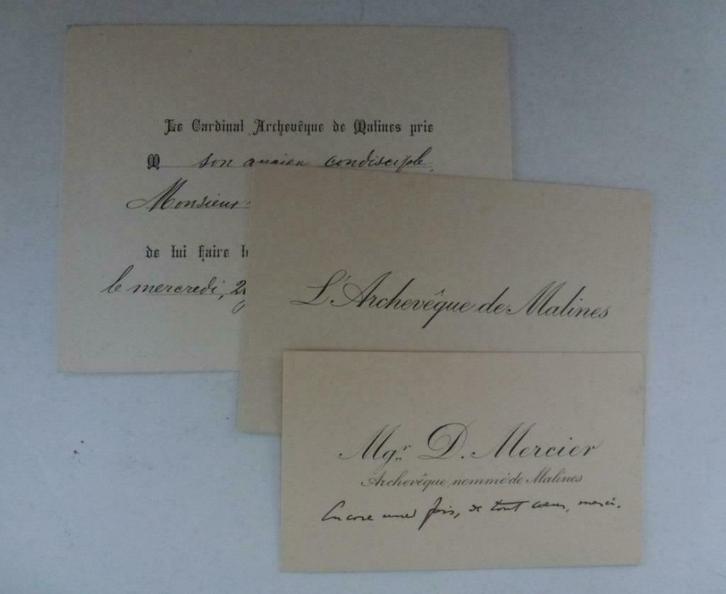 Le Cardinal Archevêque de Malines prie
M son ancien condisciple,
Monsieur
de lui faire
le mercredi, 2
L'Archevêque de Malines
Mgr D. Mercier
Archevêque nommé de Malines
Encore une fois, de tout cœur, merci.